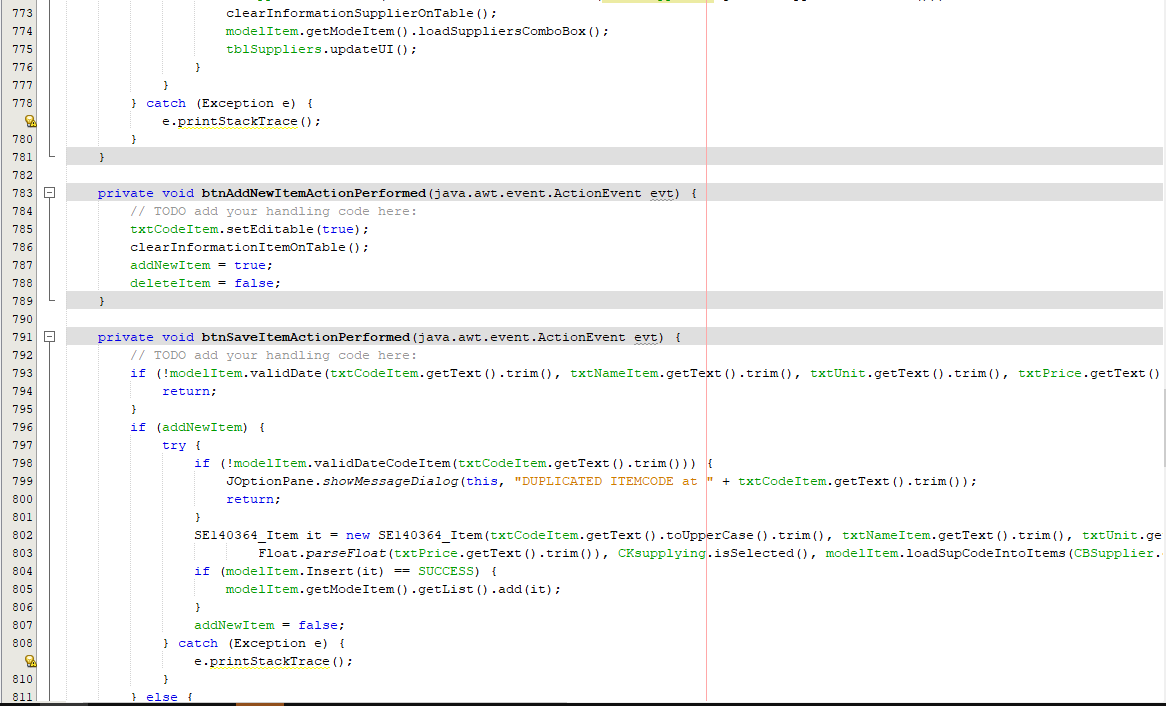 773 clearInformationSupplierOnTable();
774 modelItem.getModeItem().loadSuppliersComboBox();
775 tblSuppliers.updateUI();
776 }
777 }
778 } catch (Exception e) {
e.printStackTrace();
780 }
781 }
782
783 private void btnAddNewItemActionPerformed(java.awt.event.ActionEvent evt) {
784 // TODO add your handling code here:
785 txtCodeItem.setEditable(true);
786 clearInformationItemOnTable();
787 addNewItem = true;
788 deleteItem = false;
789 }
790
791 private void btnSaveItemActionPerformed(java.awt.event.ActionEvent evt) {
792 // TODO add your handling code here:
793 if (!modelItem.validDate(txtCodeItem.getText().trim(), txtNameItem.getText().trim(), txtUnit.getText().trim(), txtPrice.getText()
794 return;
795 }
796 if (addNewItem) {
797 try {
798 if (!modelItem.validDateCodeItem(txtCodeItem.getText().trim())) {
799 JOptionPane.showMessageDialog(this, "DUPLICATED ITEMCODE at " + txtCodeItem.getText().trim());
800 return;
801 }
802 SE140364_Item it = new SE140364_Item(txtCodeItem.getText().toUpperCase().trim(), txtNameItem.getText().trim(), txtUnit.ge
803 Float.parseFloat(txtPrice.getText().trim()), CKsupplying.isSelected(), modelItem.loadSupCodeIntoItems(CBSupplier.
804 if (modelItem.Insert(it) == SUCCESS) {
805 modelItem.getModeItem().getList().add(it);
806 }
807 addNewItem = false;
808 } catch (Exception e) {
e.printStackTrace();
810 }
811 } else {